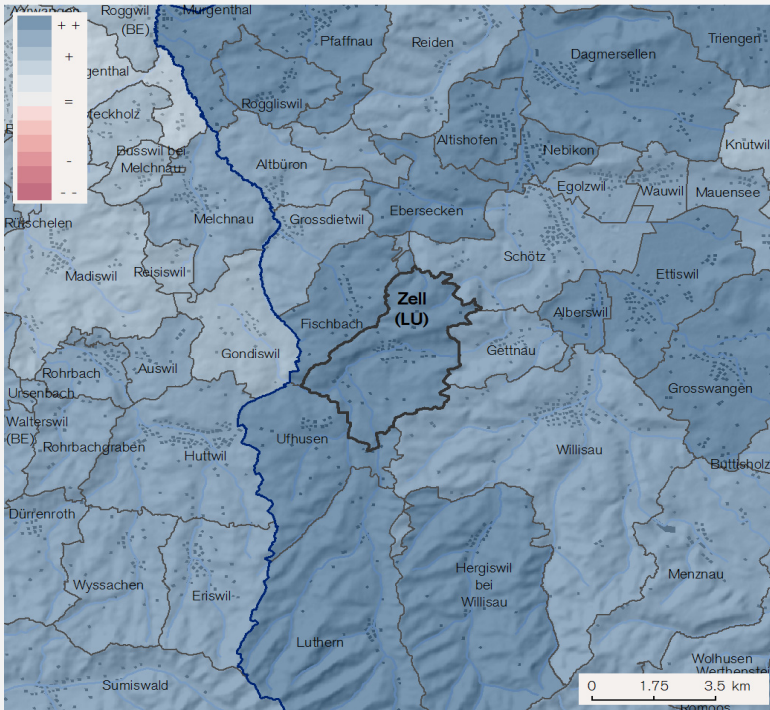 Roggwil
(BE)
Murgenthal
Pfaffnau
Reiden
Dagmersellen
Triengen
+ +
+
=
-
- -
Roggliswil
Altishofen
Nebikon
Knutwil
Busswil bei
Melchnau
Altbüron
Egolzwil
Wauwil
Mauensee
Melchnau
Grossdietwil
Ebersecken
Schötz
Madiswil
Reisiswil
Ettiswil
Zell
(LU)
Fischbach
Alberswil
Gondiswil
Gettnau
Rohrbach
Auswil
Grosswangen
Ursenbach
Walterswil
(BE)
Rohrbachgraben
Huttwil
Ufhusen
Willisau
Buttisholz
Dürrenroth
Wyssachen
Eriswil
Hergiswil
bei
Willisau
Menznau
Luthern
Sumiswald
Wolhusen
0 1.75 3.5 km